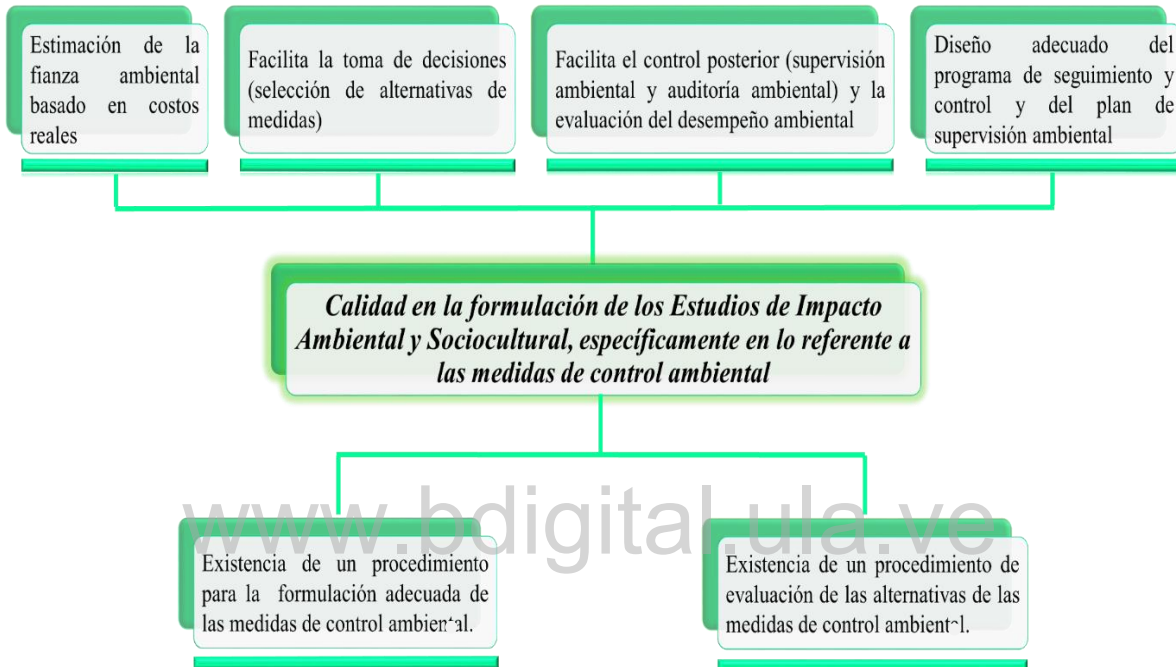 Estimación de la
fianza ambiental
basado en costos
reales
Facilita la toma de decisiones
(selección de alternativas de
medidas)
Facilita el control posterior (supervisión
ambiental y auditoría ambiental) y la
evaluación del desempeño ambiental
Diseño adecuado del
programa de seguimiento y
control y del plan de
supervisión ambiental
Calidad en la formulación de los Estudios de Impacto
Ambiental y Sociocultural, específicamente en lo referente a
las medidas de control ambiental
www.bdigital.ula.ve
Existencia de un procedimiento
para la formulación adecuada de
las medidas de control ambiental.
Existencia de un procedimiento de
evaluación de las alternativas de las
medidas de control ambiental.